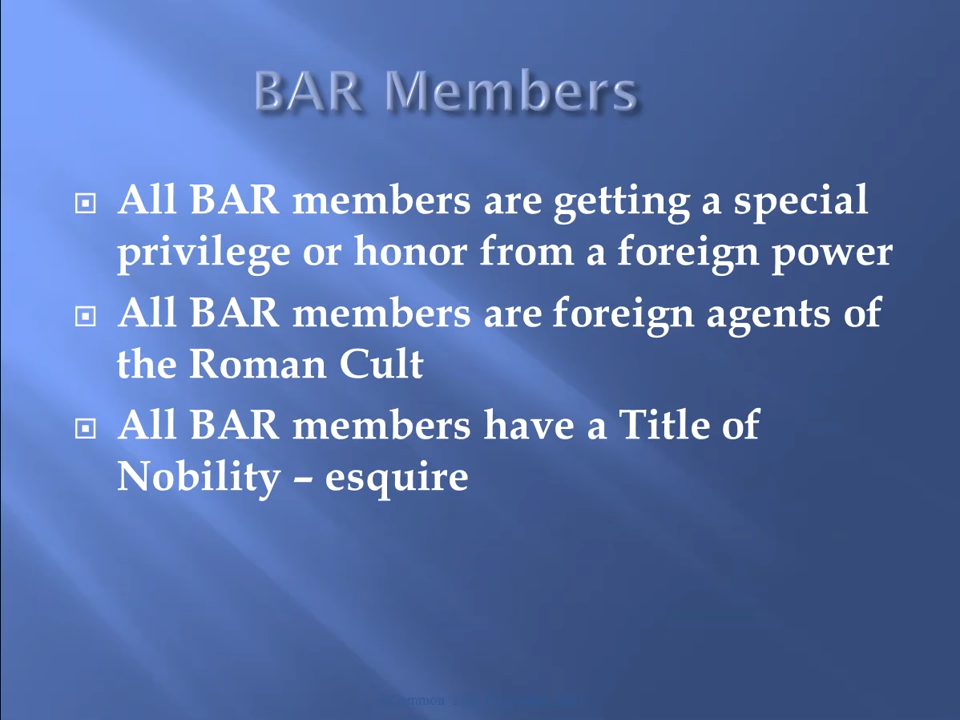 BAR Members
All BAR members are getting a special
privilege or honor from a foreign power
All BAR members are foreign agents of
the Roman Cult
All BAR members have a Title of
Nobility – esquire